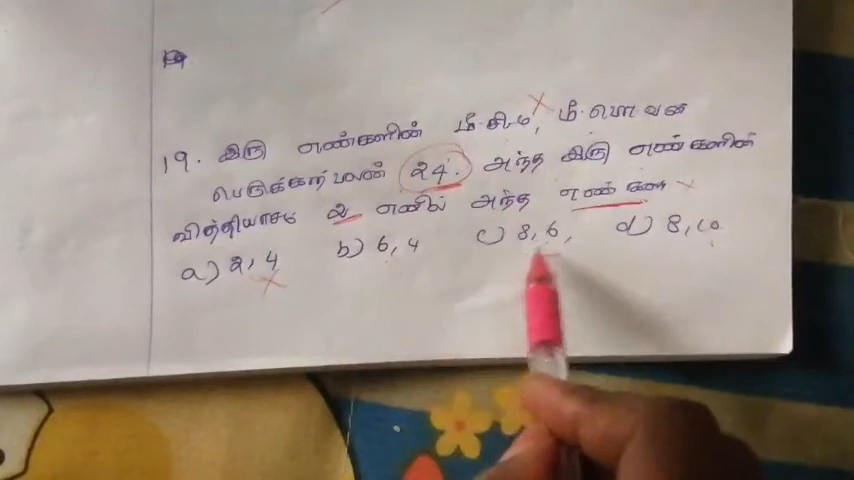 19. இரு எண்களின் மீ.சி.ம, மீ.பொ.வன்
பெருக்கற்பலன் 24. அந்த இரு எண்களின்
வித்தியாசம் 2 எனில் அந்த எண்கள்
a) 2, 4 b) 6, 4 c) 8, 6, d) 8, 10